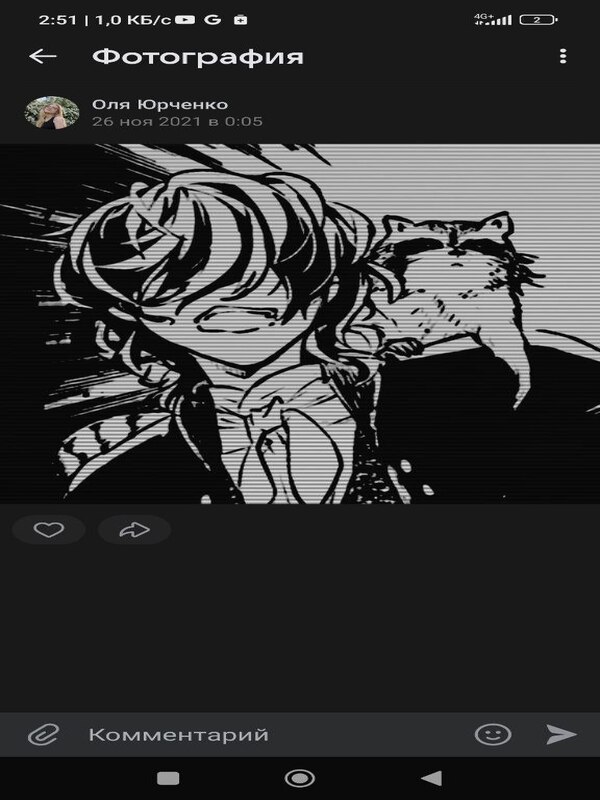 2:51 | 1,0 КБ/с
4G+
2
Фотография
Оля Юрченко
26 ноя 2021 в 0:05
Комментарий